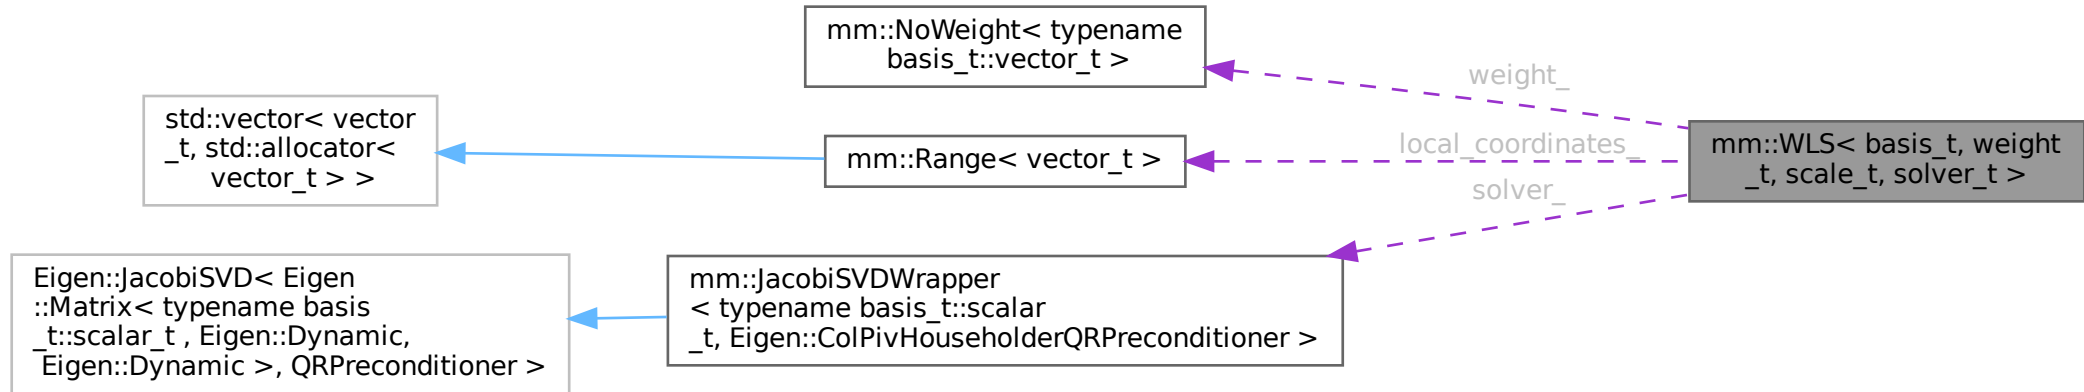 mm::NoWeight< typename
basis_t::vector_t >
weight_
std::vector< vector
_t, std::allocator<
vector_t > >
mm::Range< vector_t >
local_coordinates_
mm::WLS< basis_t, weight
_t, scale_t, solver_t >
solver_
Eigen::JacobiSVD< Eigen
::Matrix< typename basis
_t::scalar_t , Eigen::Dynamic,
Eigen::Dynamic >, QRPreconditioner >
mm::JacobiSVDWrapper
< typename basis_t::scalar
_t, Eigen::ColPivHouseholderQRPreconditioner >